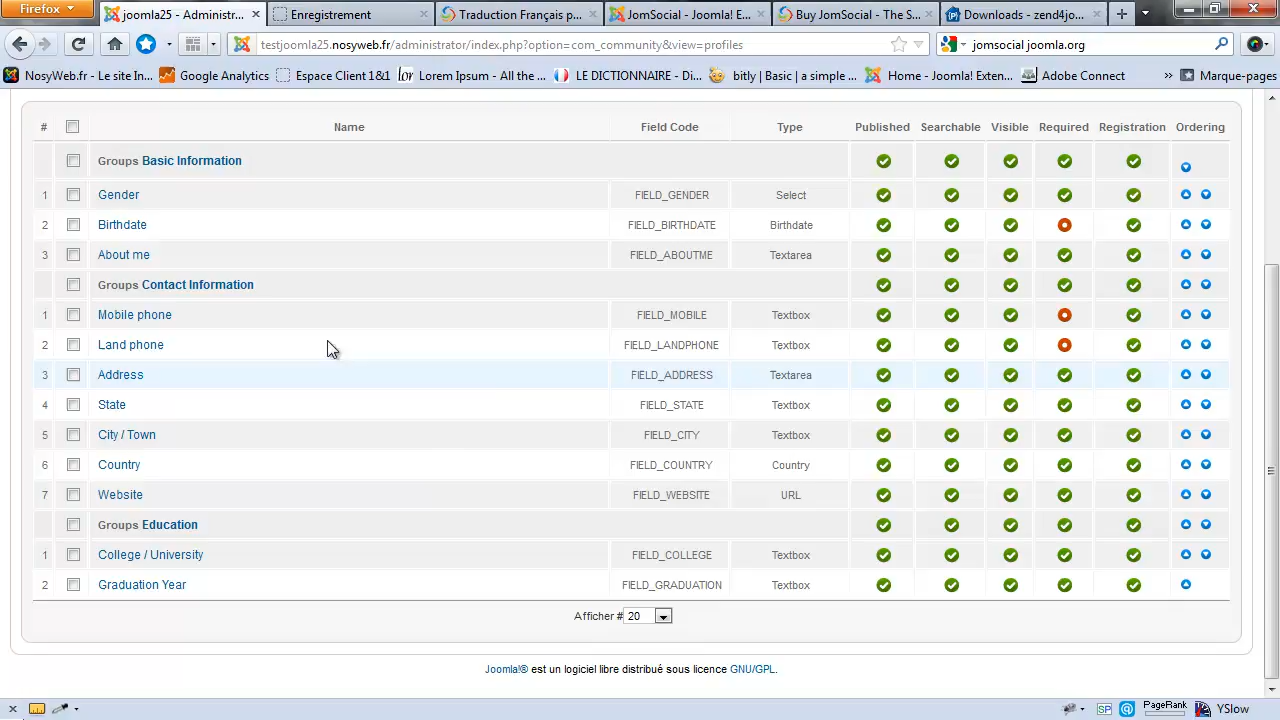 Firefox
joomla25 - Administr...
Enregistrement
Traduction Français p...
JomSocial - Joomla! E...
Buy JomSocial - The S...
Downloads - zend4jo...
testjoomla25.nosyweb.fr/administrator/index.php?option=com_community&view=profiles
jomsocial joomla.org
NosyWeb.fr - Le site In...
Google Analytics
Espace Client 1&1
lor Lorem Ipsum - All the ...
LE DICTIONNAIRE - Di...
bitly | Basic | a simple ...
Home - Joomla! Exten...
Adobe Connect
»
Marque-pages
# Name Field Code Type Published Searchable Visible Required Registration Ordering
Groups Basic Information
1 Gender FIELD_GENDER Select
2 Birthdate FIELD_BIRTHDATE Birthdate
3 About me FIELD_ABOUTME Textarea
Groups Contact Information
1 Mobile phone FIELD_MOBILE Textbox
2 Land phone FIELD_LANDPHONE Textbox
3 Address FIELD_ADDRESS Textarea
4 State FIELD_STATE Textbox
5 City / Town FIELD_CITY Textbox
6 Country FIELD_COUNTRY Country
7 Website FIELD_WEBSITE URL
Groups Education
1 College / University FIELD_COLLEGE Textbox
2 Graduation Year FIELD_GRADUATION Textbox
Afficher # 20
Joomla!® est un logiciel libre distribué sous licence GNU/GPL.
SP @ PageRank YSlow